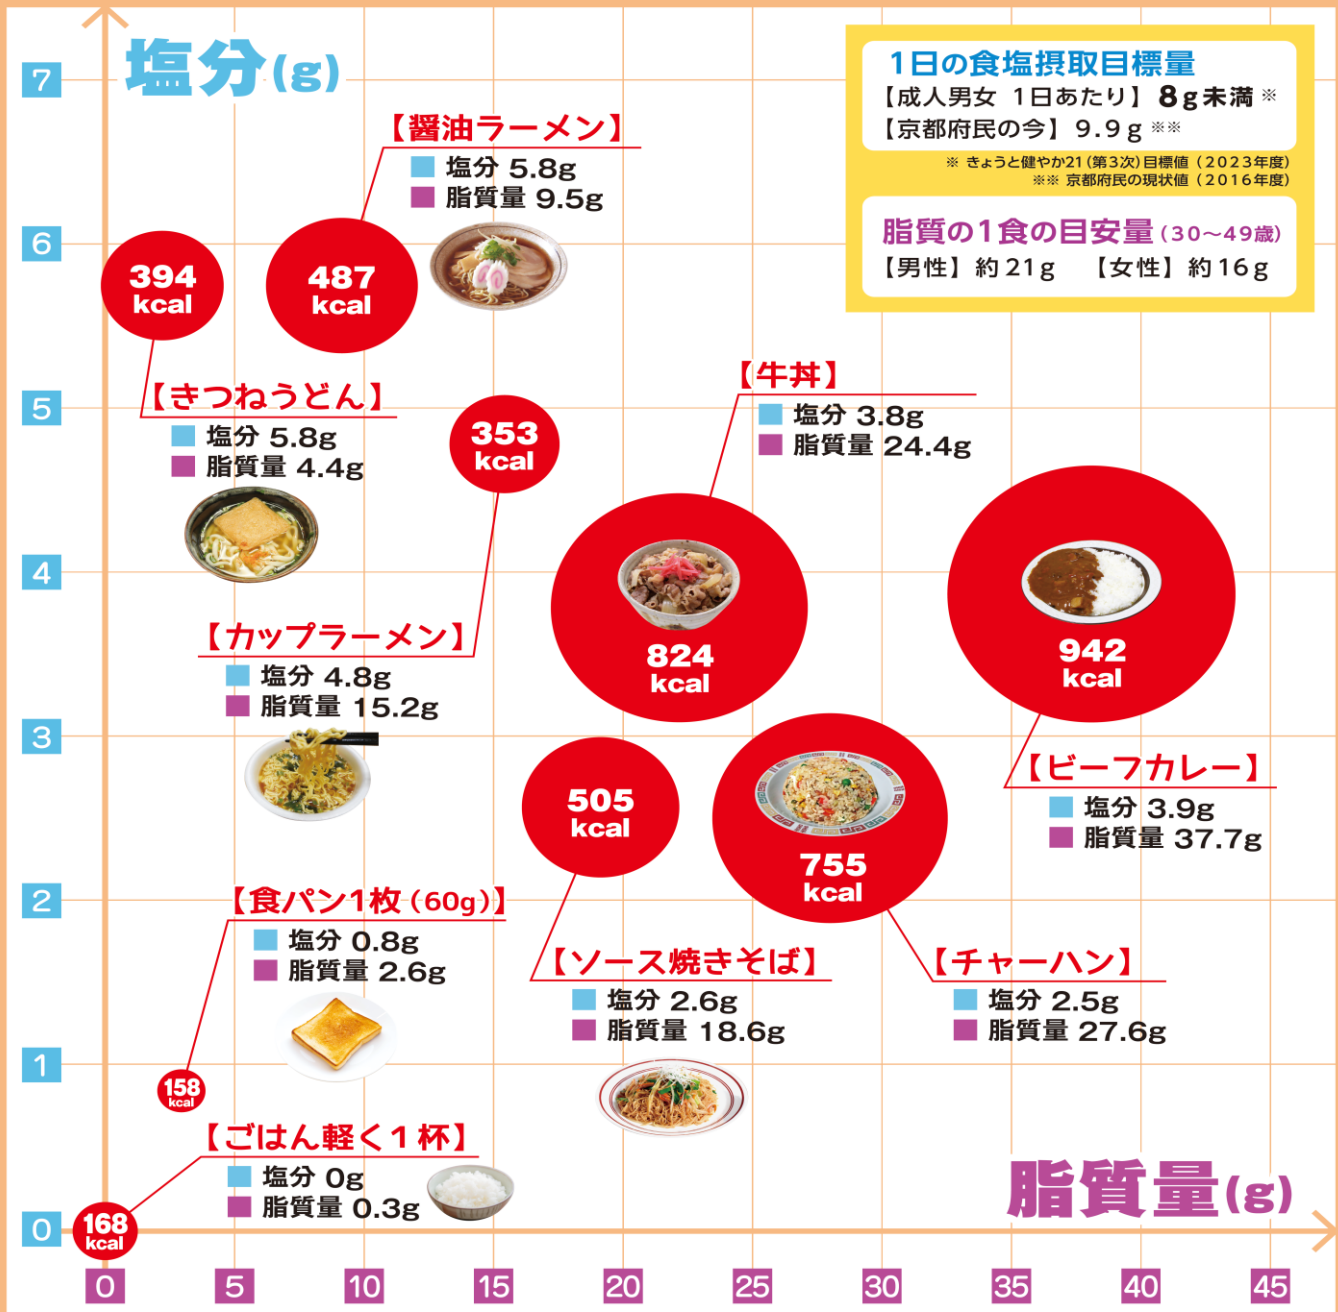 塩分(g)
7
6
5
4
3
2
1
0
1日の食塩摂取目標量
【成人男女 1日あたり】8g未満※
【京都府民の今】9.9g※※
※ きょうと健やか21(第3次)目標値(2023年度)
※※ 京都府民の現状値(2016年度)
脂質の1食の目安量(30〜49歳)
【男性】約21g 【女性】約16g
【醤油ラーメン】
塩分 5.8g
脂質量 9.5g
487
kcal
394
kcal
【きつねうどん】
塩分 5.8g
脂質量 4.4g
353
kcal
【カップラーメン】
塩分 4.8g
脂質量 15.2g
【牛丼】
塩分 3.8g
脂質量 24.4g
824
kcal
942
kcal
【ビーフカレー】
塩分 3.9g
脂質量 37.7g
505
kcal
【ソース焼きそば】
塩分 2.6g
脂質量 18.6g
755
kcal
【チャーハン】
塩分 2.5g
脂質量 27.6g
【食パン1枚(60g)】
塩分 0.8g
脂質量 2.6g
158
kcal
【ごはん軽く1杯】
塩分 0g
脂質量 0.3g
168
kcal
脂質量(g)
0 5 10 15 20 25 30 35 40 45